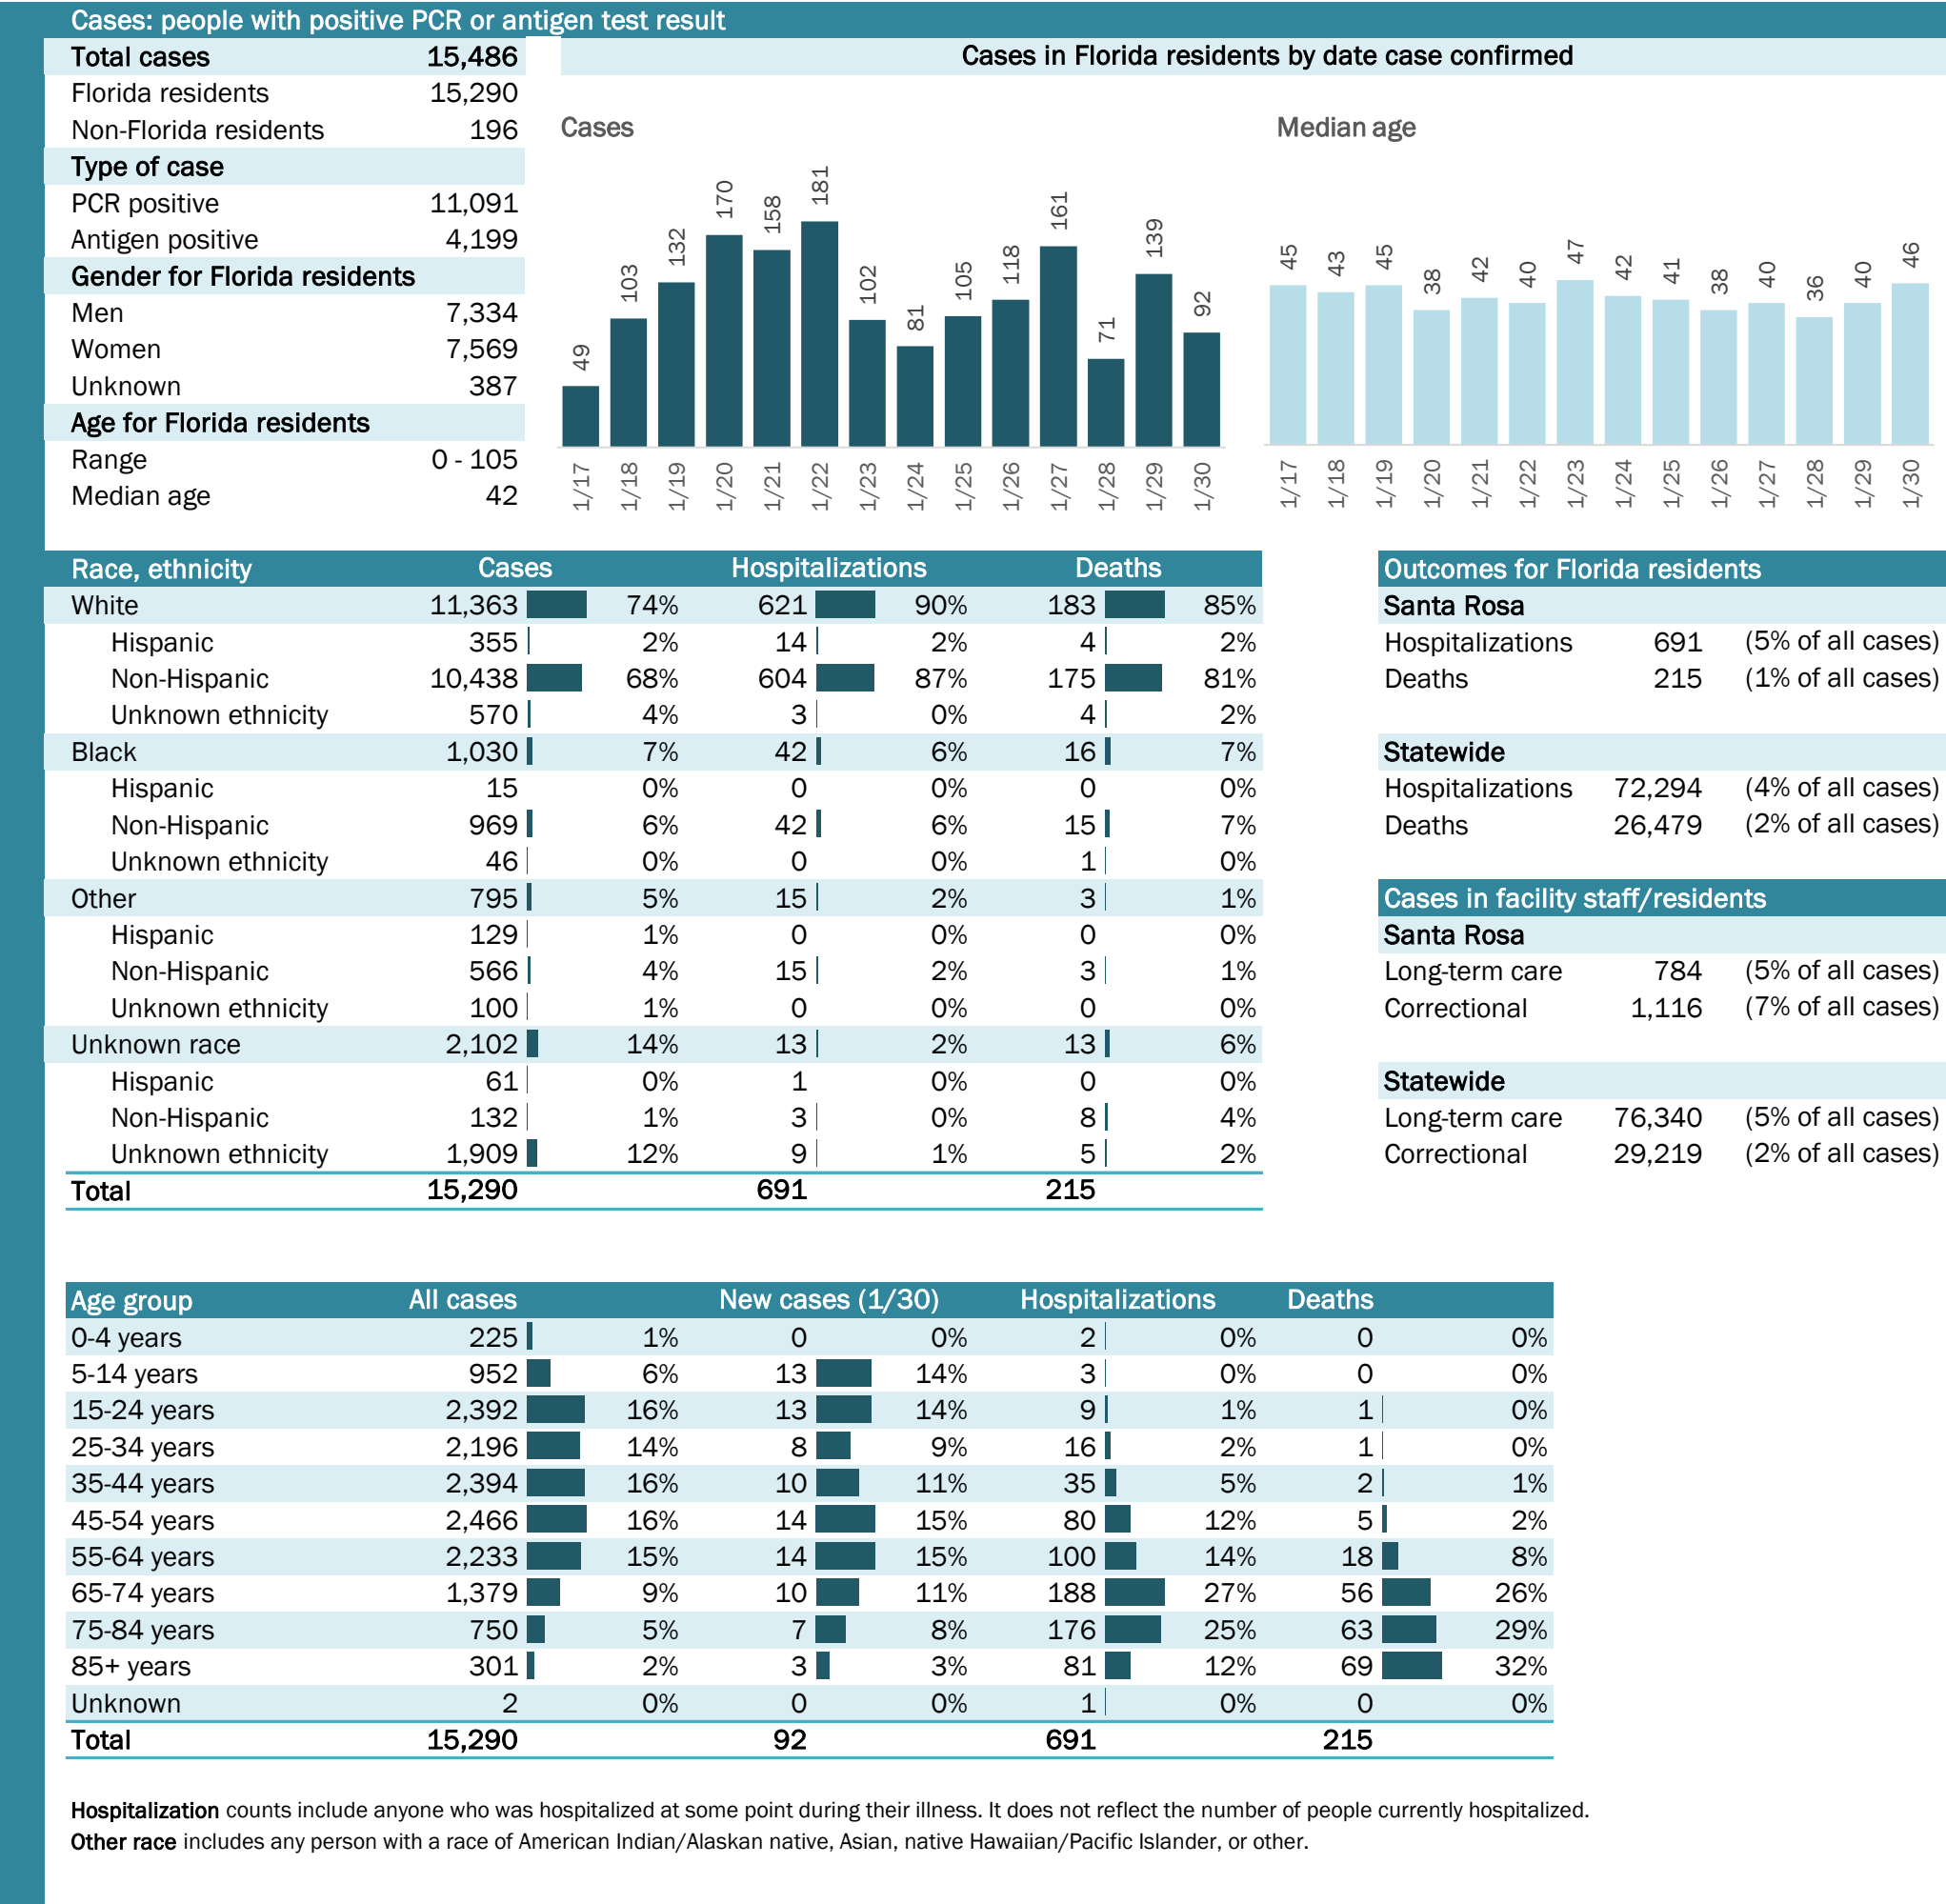 Cases: people with positive PCR or antigen test result
Total cases 15,486
Florida residents 15,290
Non-Florida residents 196
Type of case
PCR positive 11,091
Antigen positive 4,199
Gender for Florida residents
Men 7,334
Women 7,569
Unknown 387
Age for Florida residents
Range 0 - 105
Median age 42
Cases in Florida residents by date case confirmed
Cases
49 103 132 170 158 181 102 81 105 118 161 71 139 92
1/17 1/18 1/19 1/20 1/21 1/22 1/23 1/24 1/25 1/26 1/27 1/28 1/29 1/30
Median age
45 43 45 38 42 40 47 42 41 38 40 36 40 46
1/17 1/18 1/19 1/20 1/21 1/22 1/23 1/24 1/25 1/26 1/27 1/28 1/29 1/30
Race, ethnicity Cases Hospitalizations Deaths
White 11,363 74% 621 90% 183 85%
Hispanic 355 2% 14 2% 4 2%
Non-Hispanic 10,438 68% 604 87% 175 81%
Unknown ethnicity 570 4% 3 0% 4 2%
Black 1,030 7% 42 6% 16 7%
Hispanic 15 0% 0 0% 0 0%
Non-Hispanic 969 6% 42 6% 15 7%
Unknown ethnicity 46 0% 0 0% 1 0%
Other 795 5% 15 2% 3 1%
Hispanic 129 1% 0 0% 0 0%
Non-Hispanic 566 4% 15 2% 3 1%
Unknown ethnicity 100 1% 0 0% 0 0%
Unknown race 2,102 14% 13 2% 13 6%
Hispanic 61 0% 1 0% 0 0%
Non-Hispanic 132 1% 3 0% 8 4%
Unknown ethnicity 1,909 12% 9 1% 5 2%
Total 15,290 691 215
Outcomes for Florida residents
Santa Rosa
Hospitalizations 691 (5% of all cases)
Deaths 215 (1% of all cases)
Statewide
Hospitalizations 72,294 (4% of all cases)
Deaths 26,479 (2% of all cases)
Cases in facility staff/residents
Santa Rosa
Long-term care 784 (5% of all cases)
Correctional 1,116 (7% of all cases)
Statewide
Long-term care 76,340 (5% of all cases)
Correctional 29,219 (2% of all cases)
Age group All cases New cases (1/30) Hospitalizations Deaths
0-4 years 225 1% 0 0% 2 0% 0 0%
5-14 years 952 6% 13 14% 3 0% 0 0%
15-24 years 2,392 16% 13 14% 9 1% 1 0%
25-34 years 2,196 14% 8 9% 16 2% 1 0%
35-44 years 2,394 16% 10 11% 35 5% 2 1%
45-54 years 2,466 16% 14 15% 80 12% 5 2%
55-64 years 2,233 15% 14 15% 100 14% 18 8%
65-74 years 1,379 9% 10 11% 188 27% 56 26%
75-84 years 750 5% 7 8% 176 25% 63 29%
85+ years 301 2% 3 3% 81 12% 69 32%
Unknown 2 0% 0 0% 1 0% 0 0%
Total 15,290 92 691 215
Hospitalization counts include anyone who was hospitalized at some point during their illness. It does not reflect the number of people currently hospitalized.
Other race includes any person with a race of American Indian/Alaskan native, Asian, native Hawaiian/Pacific Islander, or other.